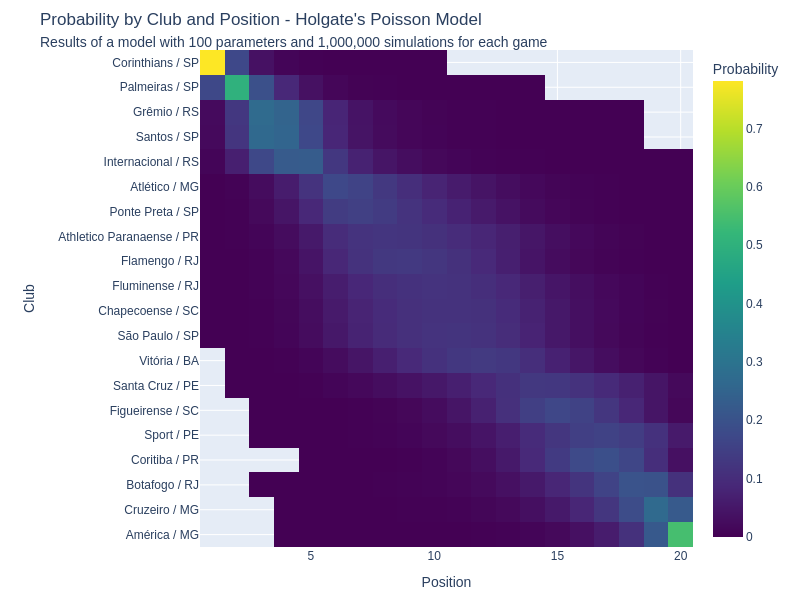 Probability by Club and Position - Holgate's Poisson Model
Results of a model with 100 parameters and 1,000,000 simulations for each game
Probability
Corinthians / SP
Palmeiras / SP
Grêmio / RS
Santos / SP
Internacional / RS
Atlético / MG
Ponte Preta / SP
Athletico Paranaense / PR
Flamengo / RJ
Fluminense / RJ
Chapecoense / SC
São Paulo / SP
Vitória / BA
Santa Cruz / PE
Figueirense / SC
Sport / PE
Coritiba / PR
Botafogo / RJ
Cruzeiro / MG
América / MG
Club
5
10
15
20
Position
0.7
0.6
0.5
0.4
0.3
0.2
0.1
0